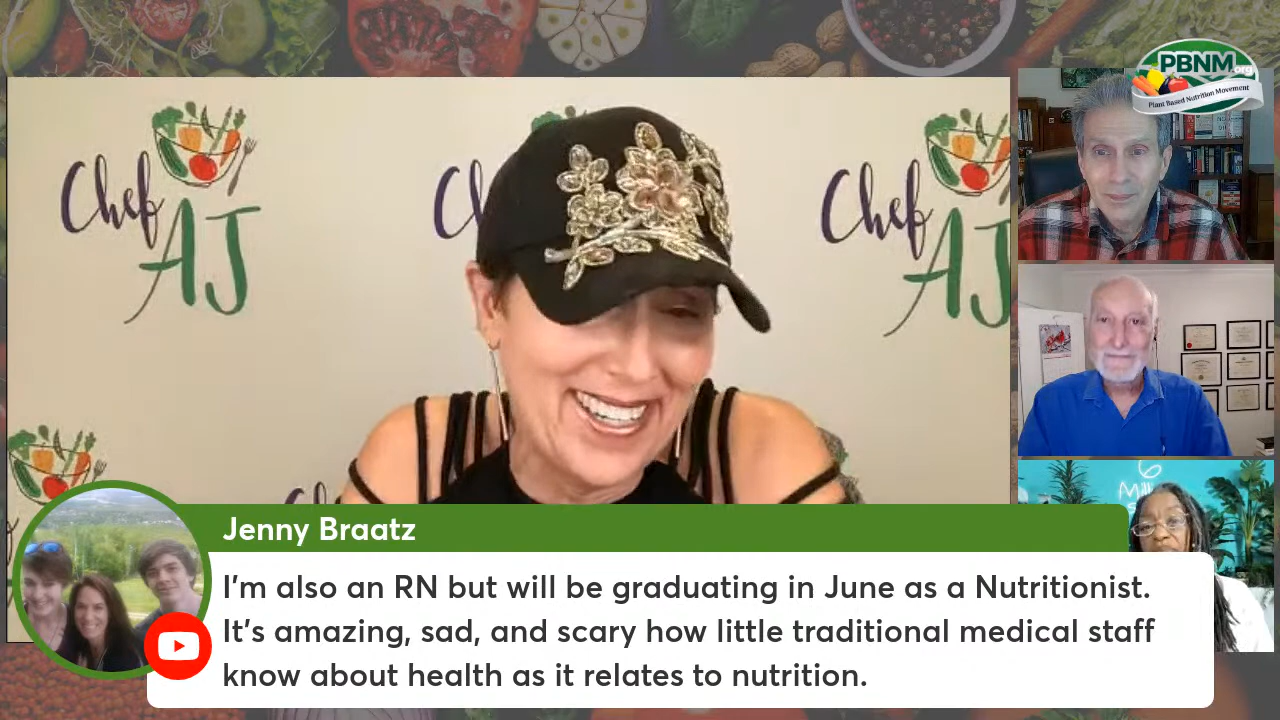 PBNM.org
Plant Based Nutrition Movement
Chef
AJ
Chef
AJ
6
Jenny Braatz
I'm also an RN but will be graduating in June as a Nutritionist.
It's amazing, sad, and scary how little traditional medical staff
know about health as it relates to nutrition.